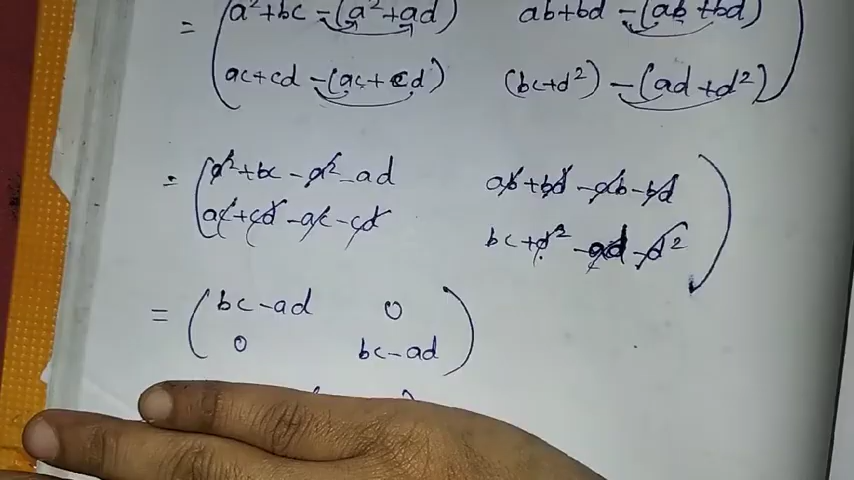 = ( a²+bc -(a²+ad)  ab+bd -(ab+bd)
ac+cd -(ac+cd)  (bc+d²) -(ad+d²) )
= ( a²+bc - a² - ad  ab+bd - ab - bd
ac+cd - ac - cd  bc+d² - ad - d² )
= ( bc-ad  0
0  bc-ad )